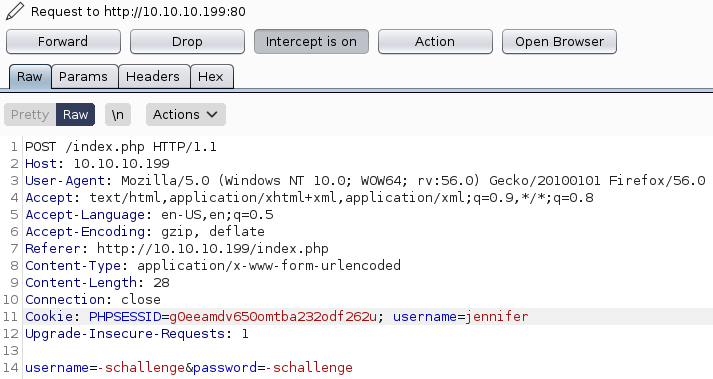 Request to http://10.10.10.199:80
Forward Drop Intercept is on Action Open Browser
Raw Params Headers Hex
Pretty Raw \n Actions
1 POST /index.php HTTP/1.1
2 Host: 10.10.10.199
3 User-Agent: Mozilla/5.0 (Windows NT 10.0; WOW64; rv:56.0) Gecko/20100101 Firefox/56.0
4 Accept: text/html,application/xhtml+xml,application/xml;q=0.9,*/*;q=0.8
5 Accept-Language: en-US,en;q=0.5
6 Accept-Encoding: gzip, deflate
7 Referer: http://10.10.10.199/index.php
8 Content-Type: application/x-www-form-urlencoded
9 Content-Length: 28
10 Connection: close
11 Cookie: PHPSESSID=g0eeamdv650omtba232odf262u; username=jennifer
12 Upgrade-Insecure-Requests: 1
13
14 username=-schallenge&password=-schallenge